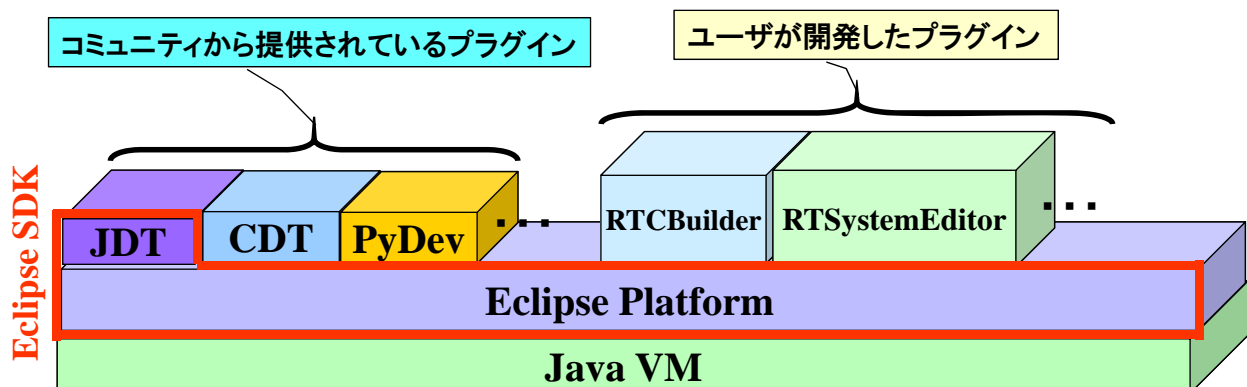 コミュニティから提供されているプラグイン
ユーザが開発したプラグイン
Eclipse SDK
JDT
CDT
PyDev
...
RTCBuilder
RTSystemEditor
...
Eclipse Platform
Java VM